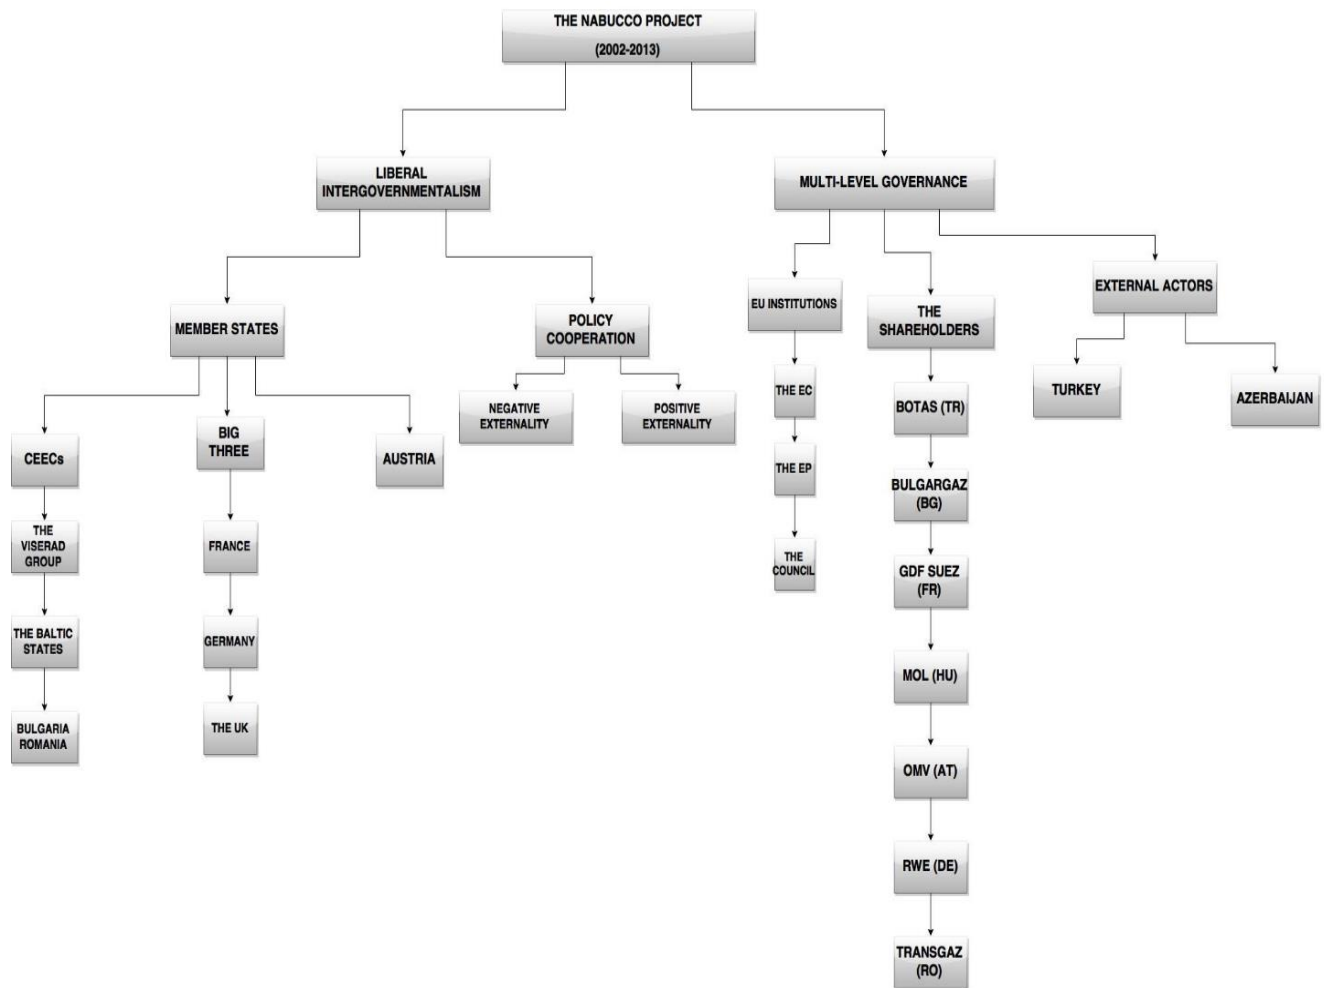 THE NABUCCO PROJECT
(2002-2013)
LIBERAL
INTERGOVERNMENTALISM
MULTI-LEVEL GOVERNANCE
MEMBER STATES
POLICY
COOPERATION
EU INSTITUTIONS
THE
SHAREHOLDERS
EXTERNAL ACTORS
CEECs
BIG
THREE
AUSTRIA
NEGATIVE
EXTERNALITY
POSITIVE
EXTERNALITY
THE EC
BOTAS (TR)
TURKEY
AZERBAIJAN
THE
VISERAD
GROUP
FRANCE
THE EP
BULGARGAZ
(BG)
THE BALTIC
STATES
GERMANY
THE
COUNCIL
GDF SUEZ
(FR)
BULGARIA
ROMANIA
THE UK
MOL (HU)
OMV (AT)
RWE (DE)
TRANSGAZ
(RO)